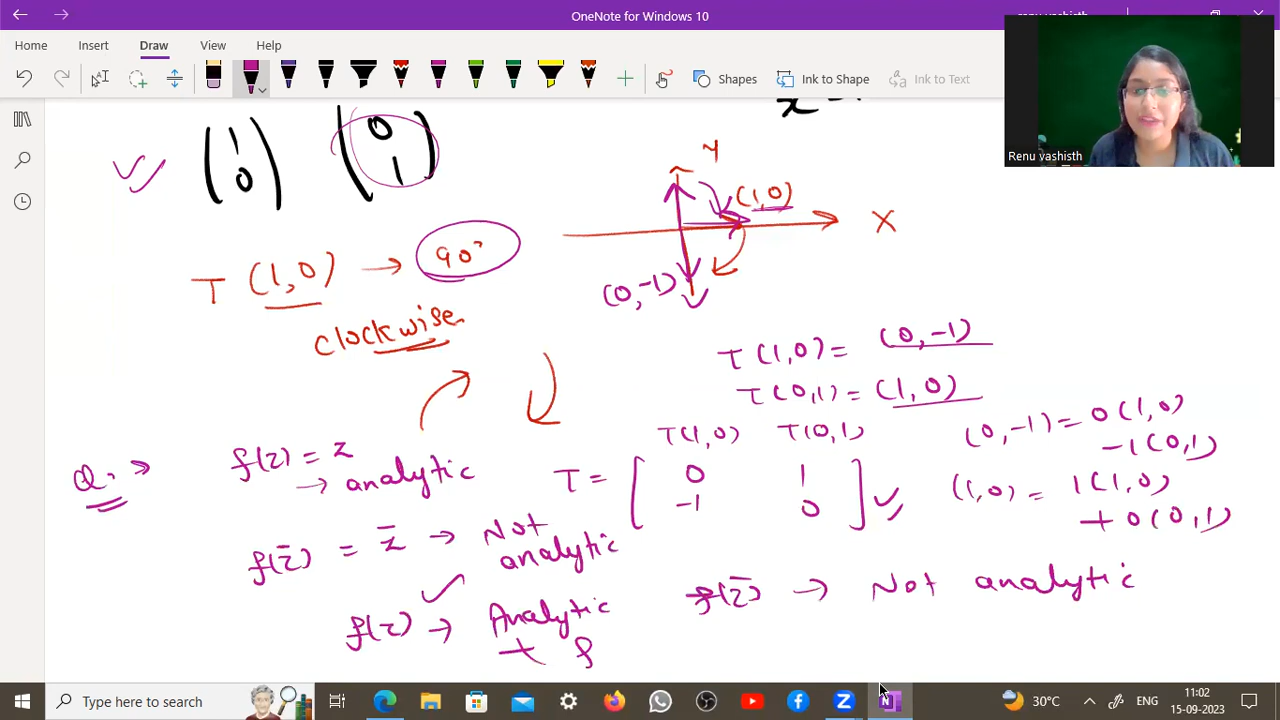 OneNote for Windows 10
renu vashisth
Home Insert Draw View Help
Shapes Ink to Shape Ink to Text
Renu vashisth
1
0
0
1
Y
(1,0)
X
T (1,0) → 90°
(0,-1)
clockwise
T(1,0) = (0,-1)
T(0,1) = (1,0)
T(1,0) T(0,1)
(0,-1) = 0(1,0)
-1(0,1)
Q. →
f(z) = z
→ analytic
T = [ 0 1
-1 0 ]
(1,0) = 1(1,0)
+ 0(0,1)
f(z̄) = z̄ → Not
analytic
f(z) → Analytic
f(z̄) → Not analytic
Type here to search
30°C
ENG
11:02
15-09-2023